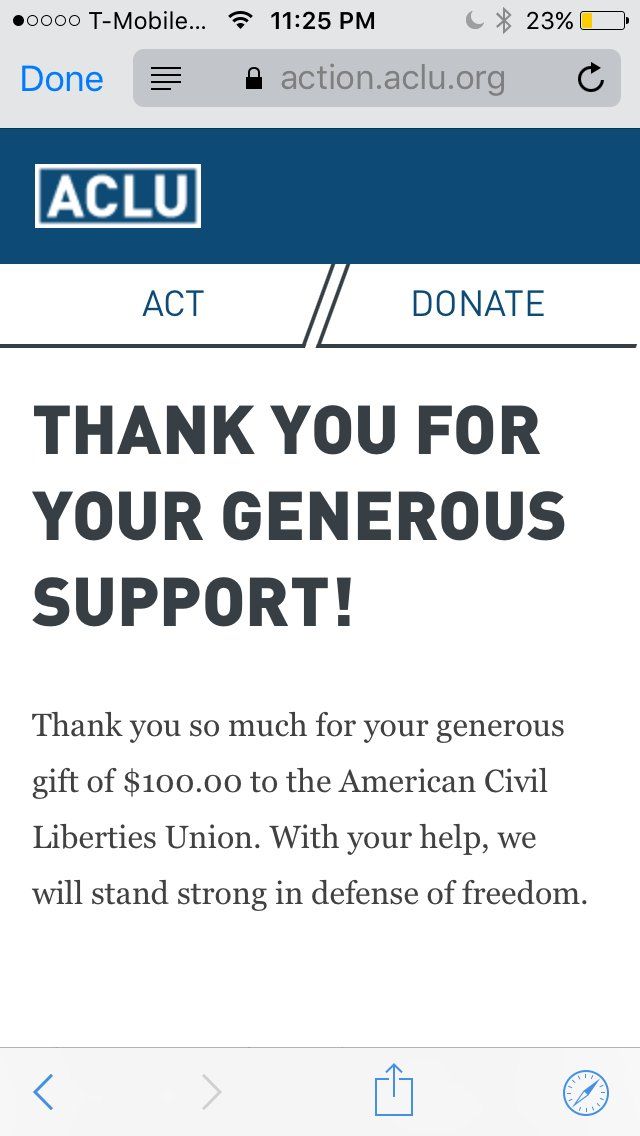 T-Mobile... 11:25 PM 23%
Done action.aclu.org
ACLU
ACT DONATE
THANK YOU FOR
YOUR GENEROUS
SUPPORT!
Thank you so much for your generous
gift of $100.00 to the American Civil
Liberties Union. With your help, we
will stand strong in defense of freedom.